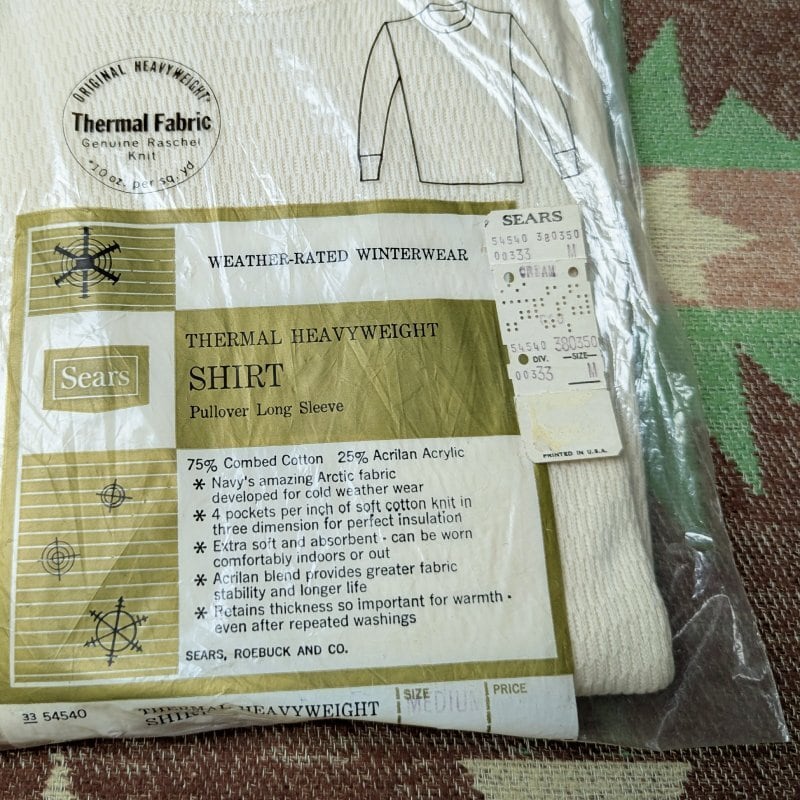 ORIGINAL HEAVYWEIGHT*
Thermal Fabric
Genuine Raschel
Knit
*10 oz. per sq. yd
WEATHER-RATED WINTERWEAR
THERMAL HEAVYWEIGHT
SHIRT
Pullover Long Sleeve
Sears
75% Combed Cotton 25% Acrilan Acrylic
* Navy's amazing Arctic fabric
developed for cold weather wear
* 4 pockets per inch of soft cotton knit in
three dimension for perfect insulation
* Extra soft and absorbent - can be worn
comfortably indoors or out
* Acrilan blend provides greater fabric
stability and longer life
* Retains thickness so important for warmth -
even after repeated washings
SEARS, ROEBUCK AND CO.
33 54540
THERMAL HEAVYWEIGHT
SHIRT HEAVYWEIGHT
SIZE
MEDIUM
PRICE
SEARS
54540 380350
00333 M
CREAM
54540 380350
DIV. SIZE
00333 M
PRINTED IN U.S.A.